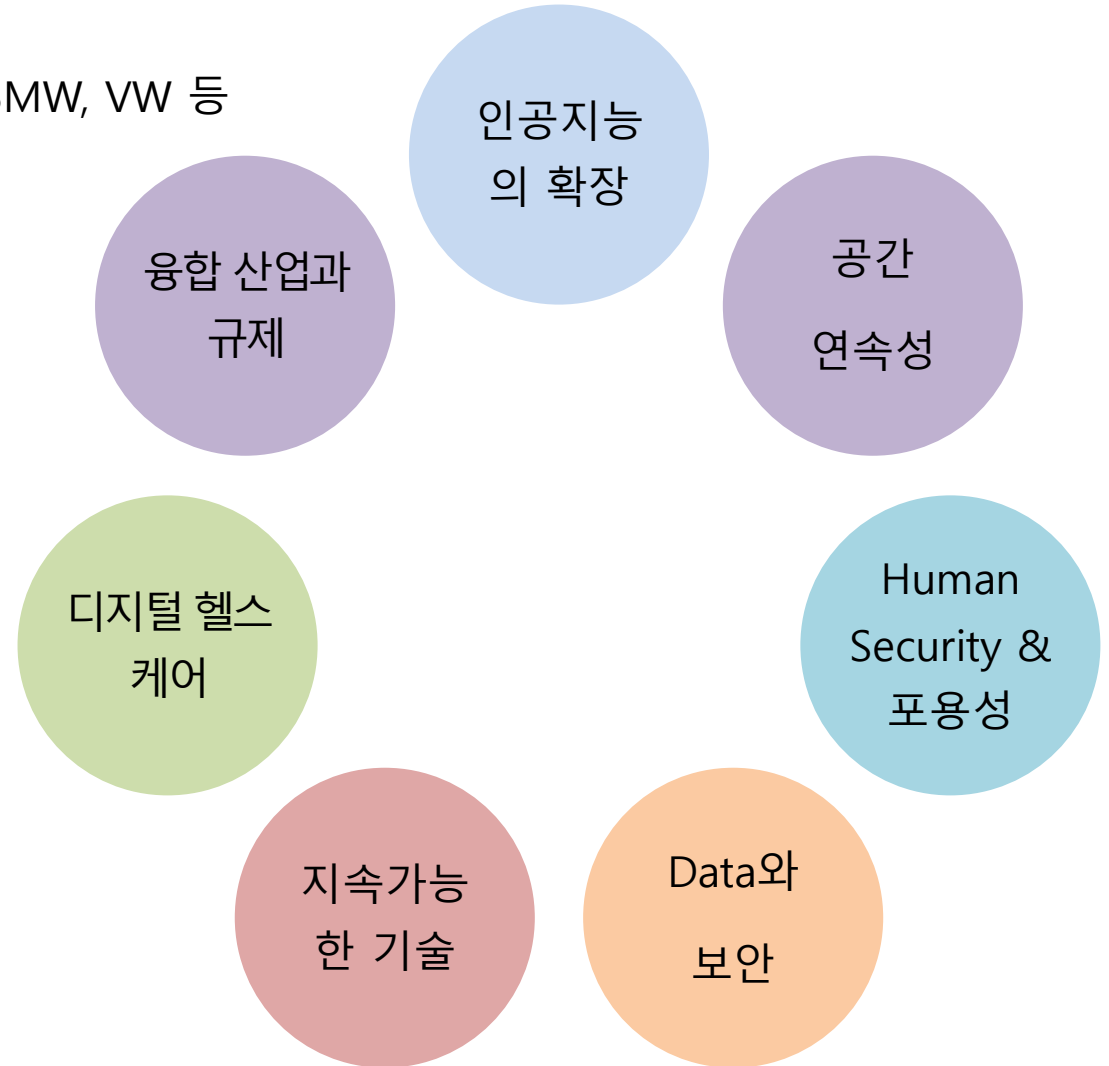 VW 등
인공지능
의 확장
융합 산업과
규제
공간
연속성
디지털 헬스
케어
Human
Security &
포용성
지속가능
한 기술
Data와
보안